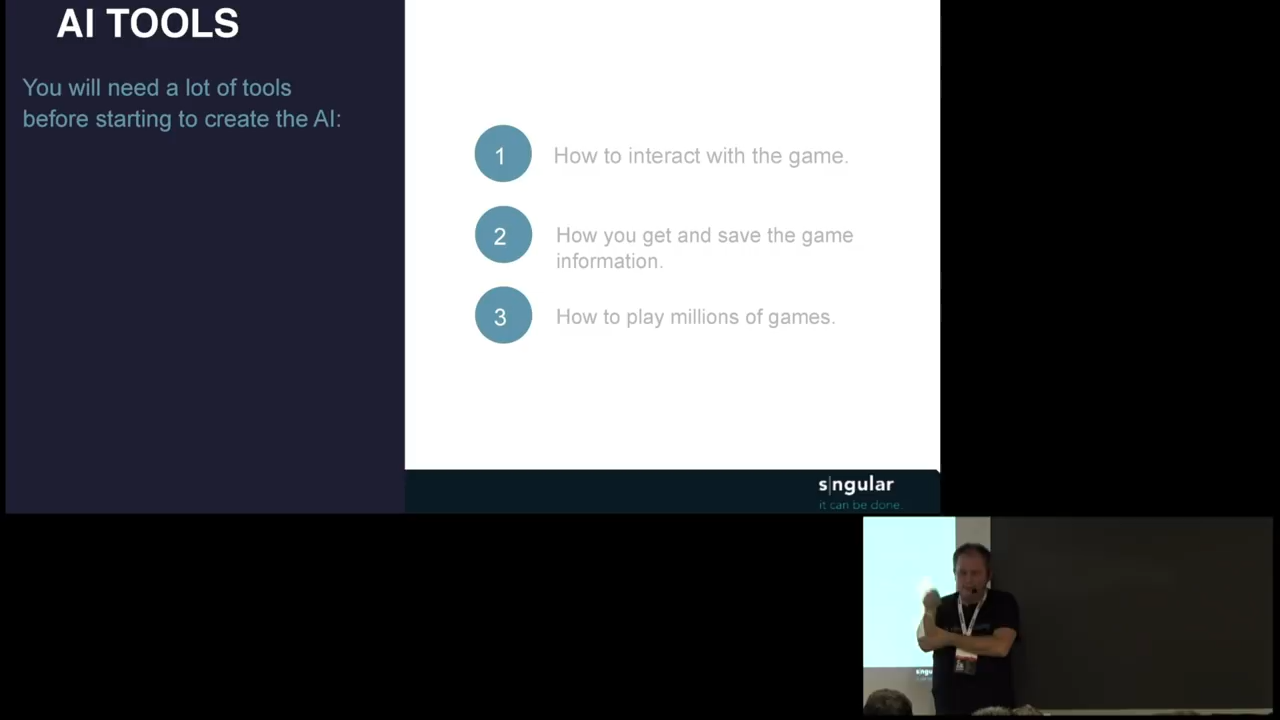 AI TOOLS
You will need a lot of tools
before starting to create the AI:
1
How to interact with the game.
2
How you get and save the game
information.
3
How to play millions of games.
s|ngular
it can be done.